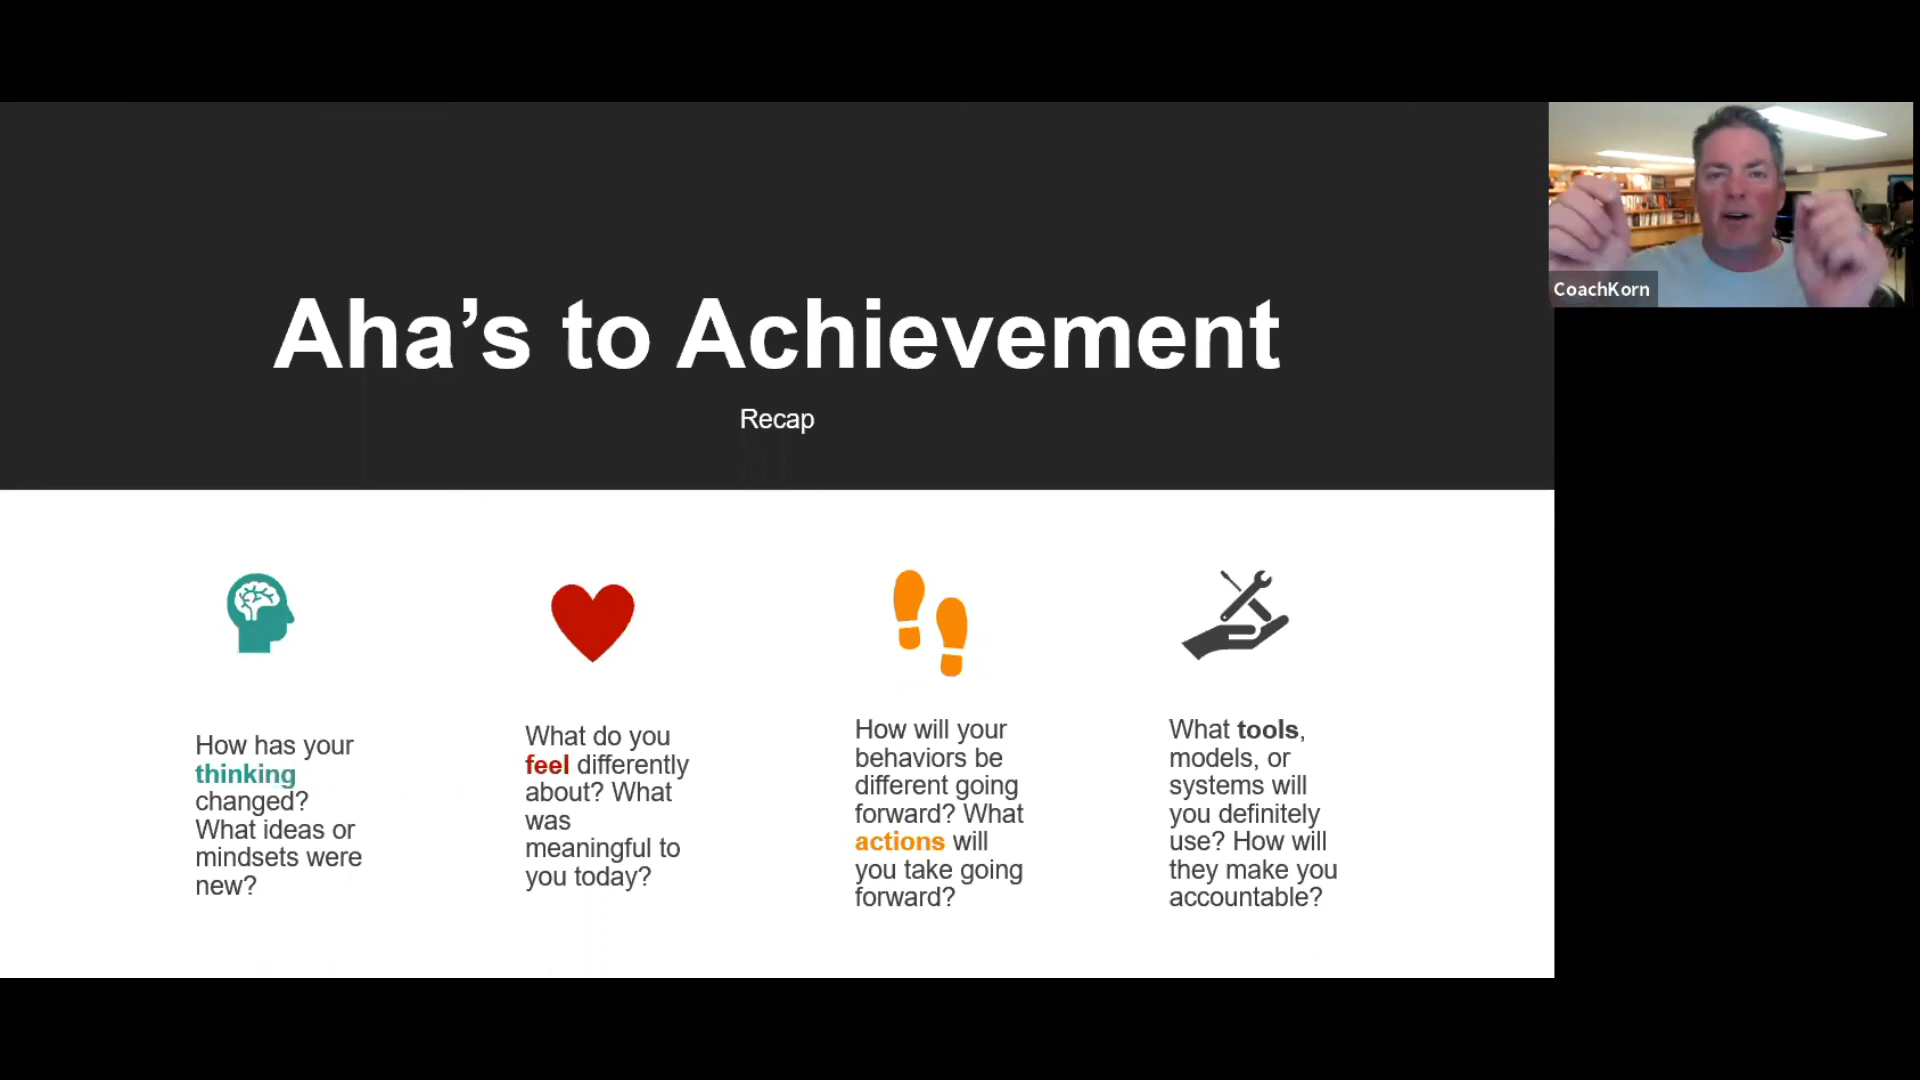 Aha’s to Achievement
Recap
How has your
thinking
changed?
What ideas or
mindsets were
new?
What do you
feel differently
about? What
was
meaningful to
you today?
How will your
behaviors be
different going
forward? What
actions will
you take going
forward?
What tools,
models, or
systems will
you definitely
use? How will
they make you
accountable?
CoachKorn